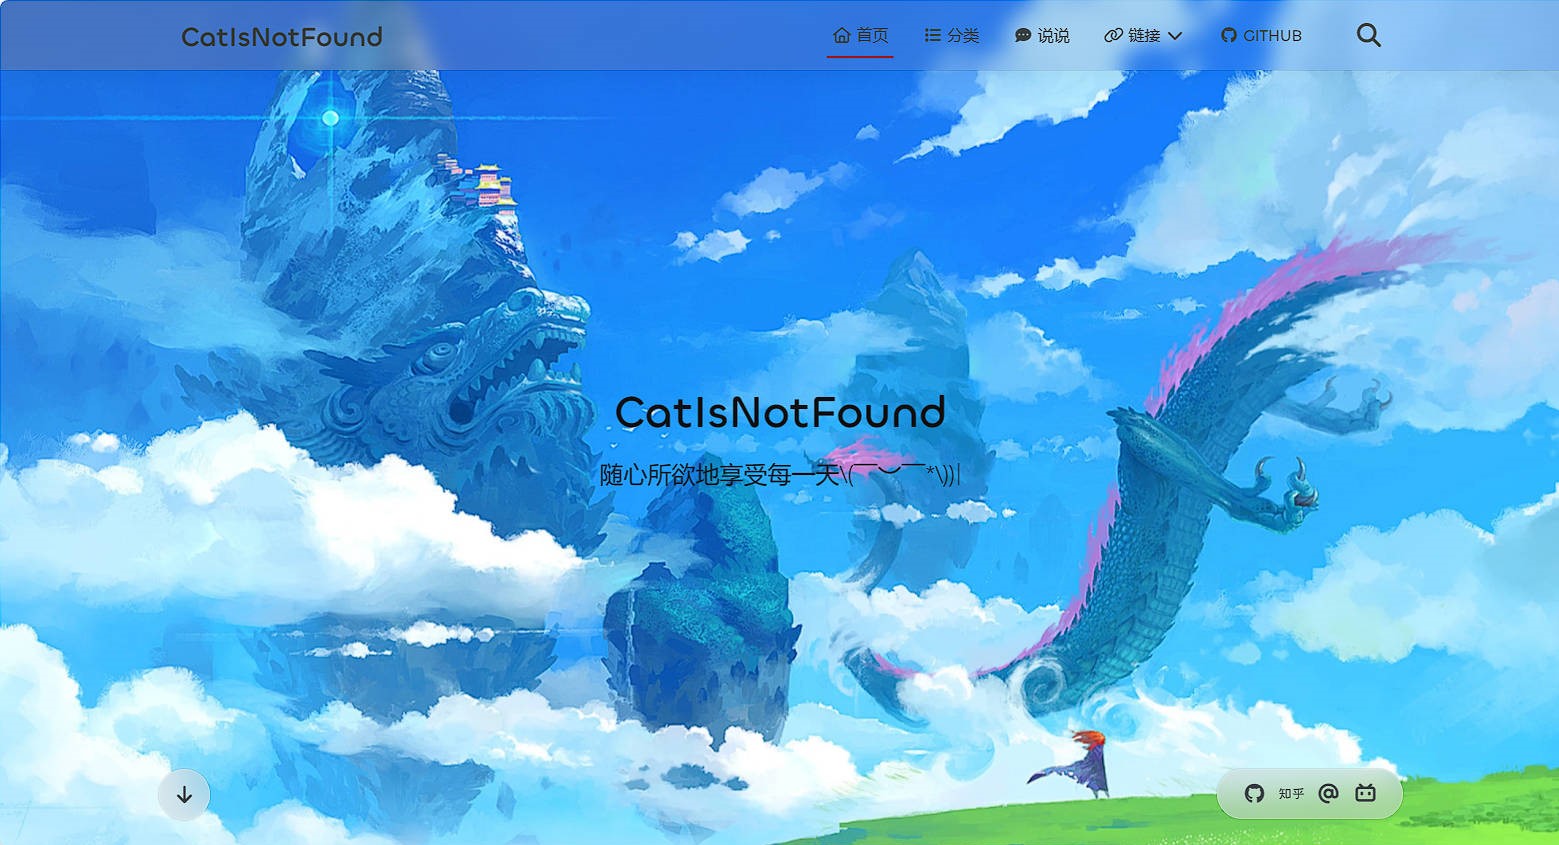 CatIsNotFound
首页 分类 说说 链接 GITHUB
CatIsNotFound
随心所欲地享受每一天\(￣︶￣*\))|
知乎